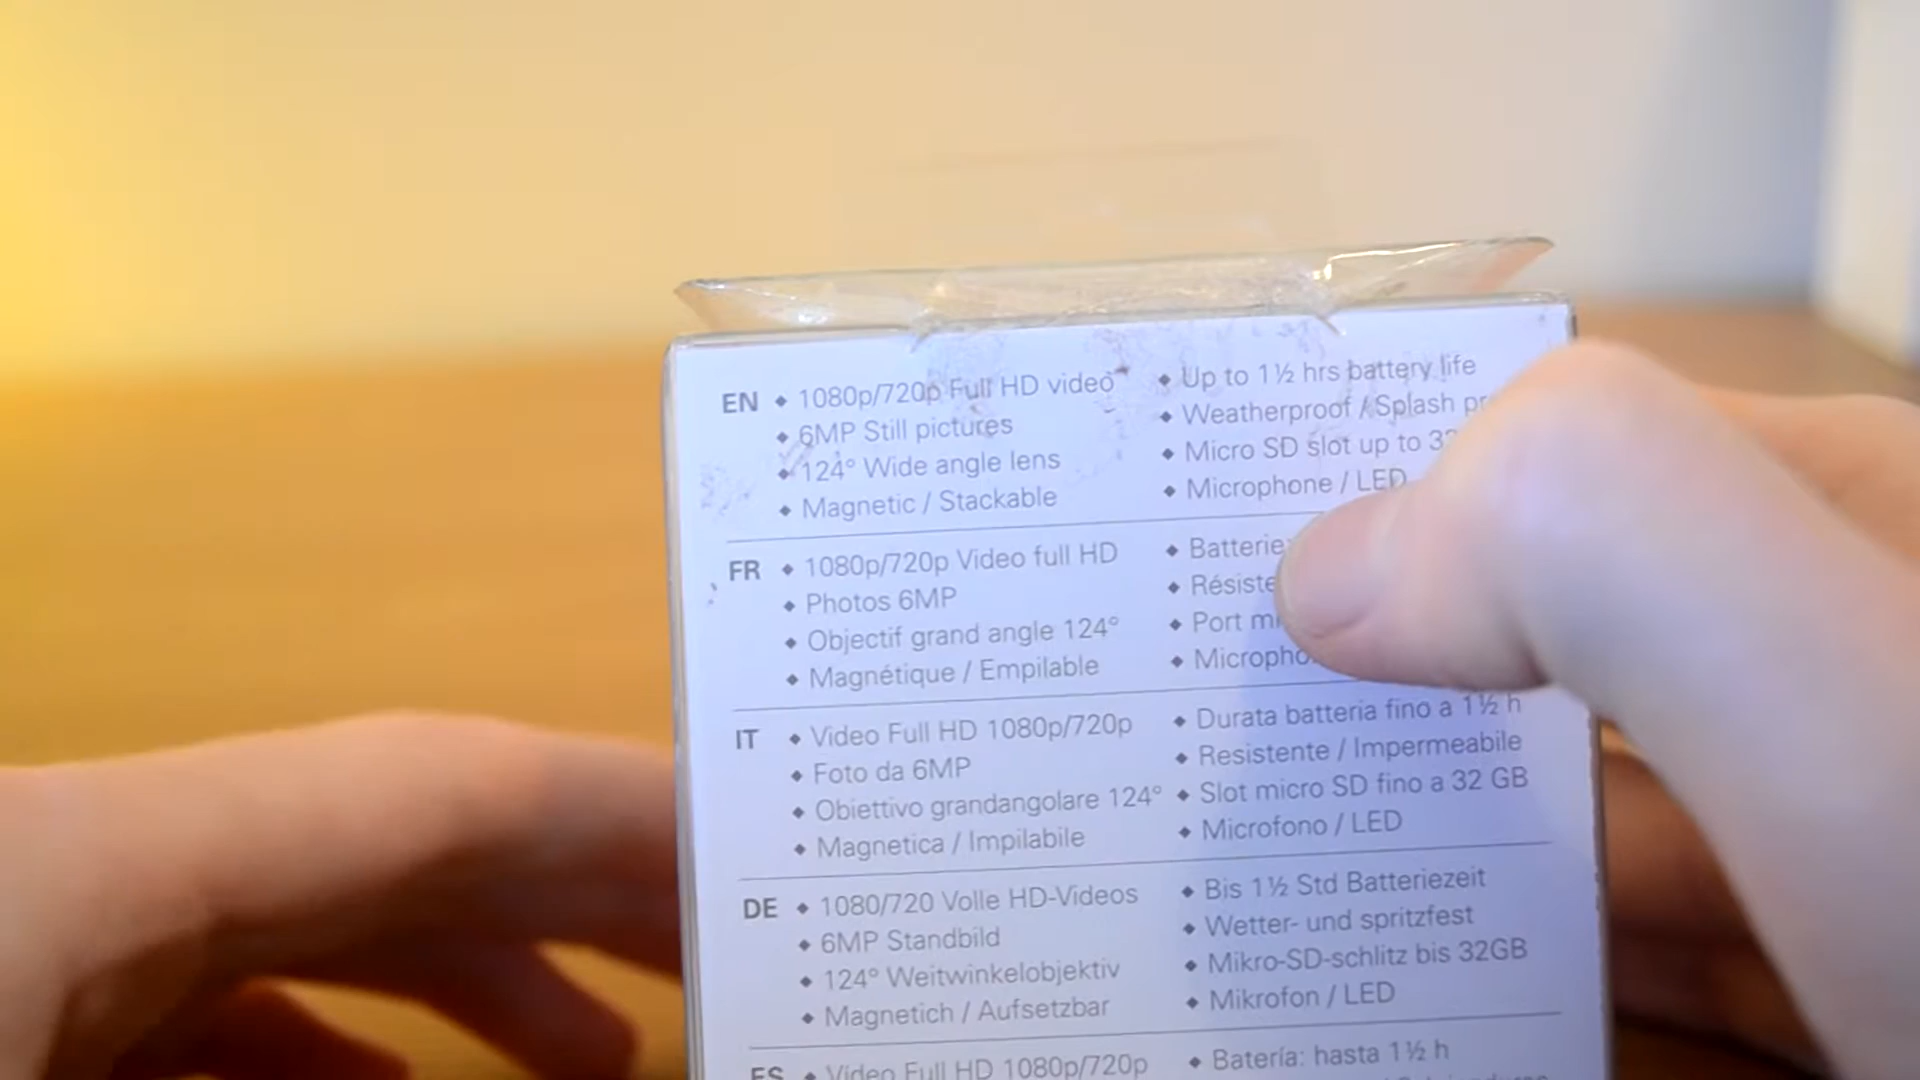 EN ◆ 1080p/720p Full HD video
◆ 6MP Still pictures
◆ 124° Wide angle lens
◆ Magnetic / Stackable
◆ Up to 1½ hrs battery life
◆ Weatherproof / Splash
◆ Micro SD slot up to
◆ Microphone / LED
FR ◆ 1080p/720p Video full HD
◆ Photos 6MP
◆ Objectif grand angle 124°
◆ Magnétique / Empilable
◆ Batterie
◆
◆ Port
◆
IT ◆ Video Full HD 1080p/720p
◆ Foto da 6MP
◆ Obiettivo grandangolare 124°
◆ Magnetica / Impilabile
◆ Durata batteria fino a 1½ h
◆ Resistente / Impermeabile
◆ Slot micro SD fino a 32 GB
◆ Microfono / LED
DE ◆ 1080/720 Volle HD-Videos
◆ 6MP Standbild
◆ 124° Weitwinkelobjektiv
◆ Magnetich / Aufsetzbar
◆ Bis 1½ Std Batteriezeit
◆ Wetter- und spritzfest
◆ Mikro-SD-schlitz bis 32GB
◆ Mikrofon / LED
ES ◆ Video Full HD 1080p/720p
◆ Batería: hasta 1½ h